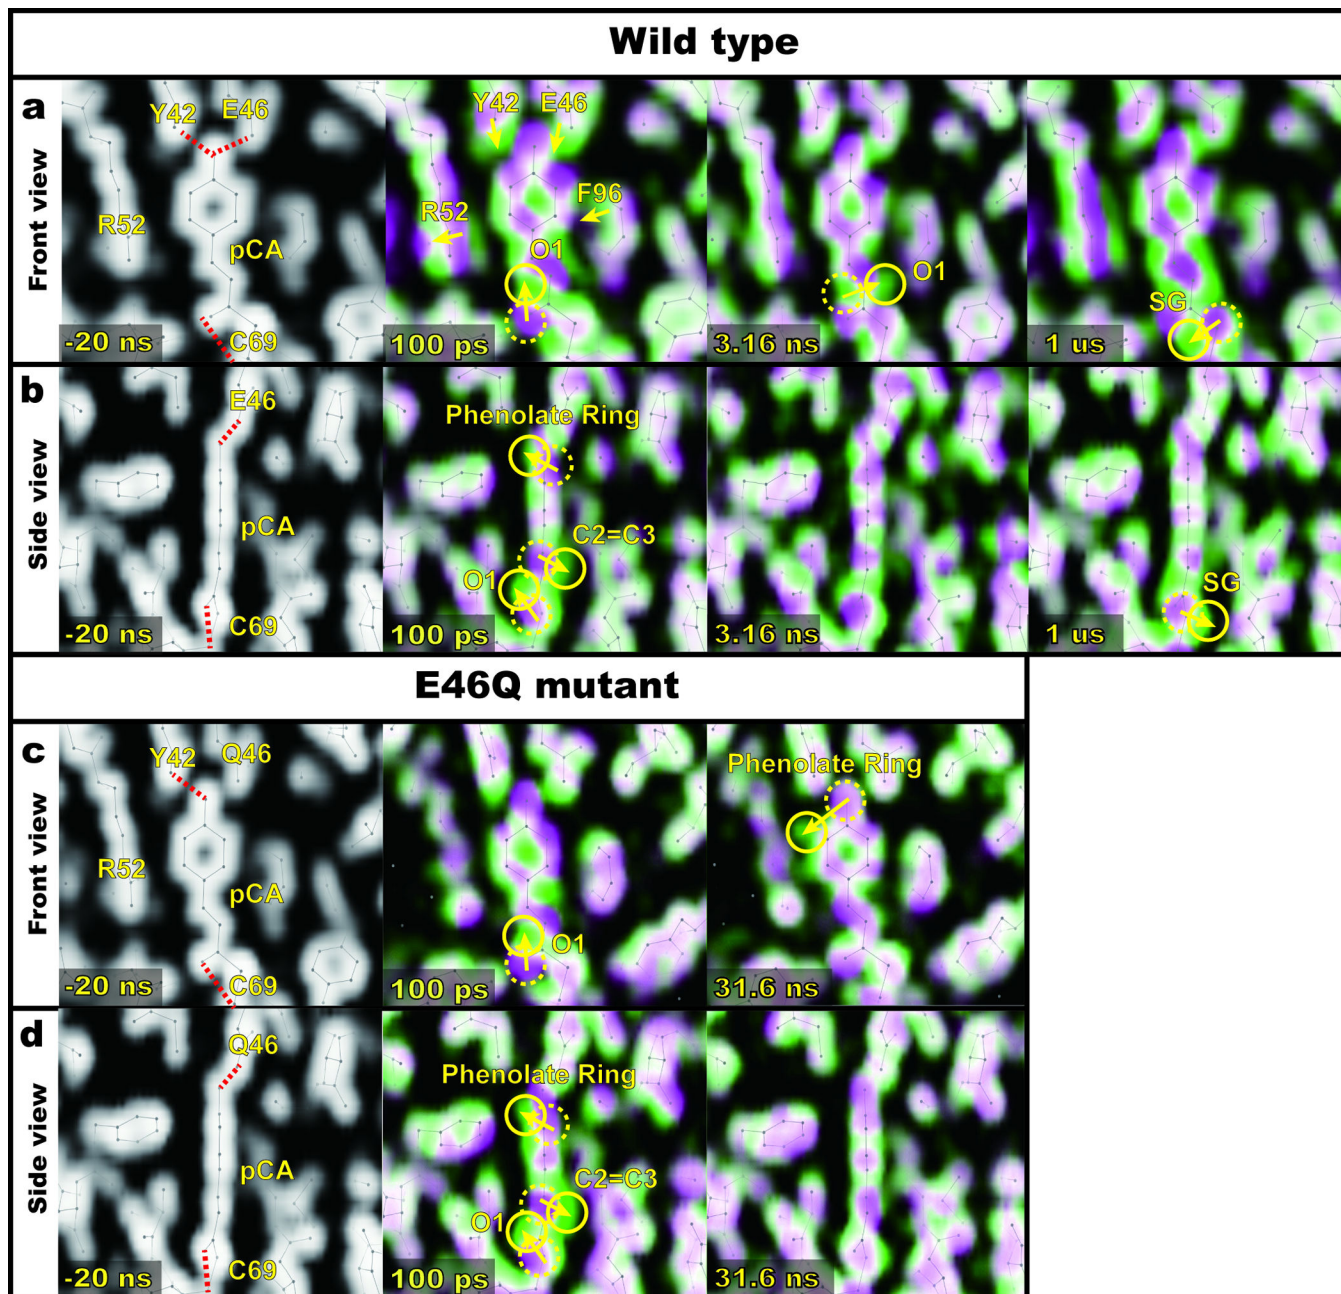 Wild type
a
Front view
Y42
E46
R52
pCA
C69
-20 ns
Y42
E46
R52
F96
O1
100 ps
O1
3.16 ns
SG
1 us
b
Side view
E46
pCA
C69
-20 ns
Phenolate Ring
C2=C3
O1
100 ps
3.16 ns
SG
1 us
E46Q mutant
c
Front view
Y42
Q46
R52
pCA
C69
-20 ns
O1
100 ps
Phenolate Ring
31.6 ns
d
Side view
Q46
pCA
C69
-20 ns
Phenolate Ring
C2=C3
O1
100 ps
31.6 ns